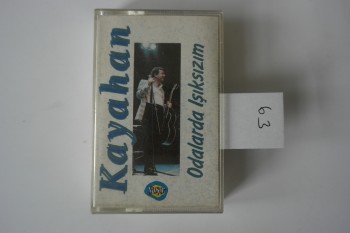 Kayahan
Odalarda Işıksızım
63